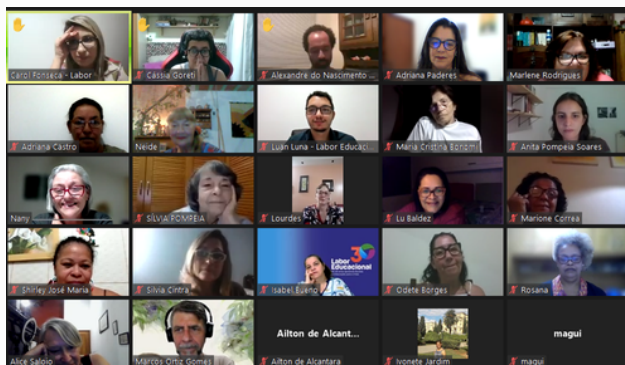 Carol Fonseca - Labor
Cassia Goreti
Alexandre do Nascimento ...
Adriana Paderes
Marlene Rodrigues
Adriana Castro
Neide
Luan Luna - Labor Educaci...
Maria Cristina Bonomi
Anita Pompeia Soares
Nany
SILVIA POMPEIA
Lourdes
Lu Baldez
Marione Correa
Shirley José Maria
Silvia Cintra
Labor
Educacional
30
Isabel Bueno
Odete Borges
Rosana
Alice Saloio
Marcos Ortiz Gomes
Ailton de Alcant...
Ailton de Alcantara
Ivonete Jardim
magui
magui